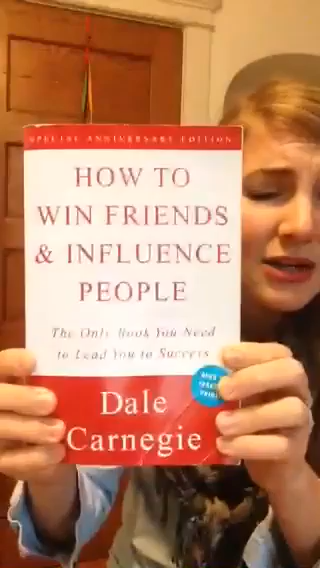 SPECIAL ANNIVERSARY EDITION
HOW TO
WIN FRIENDS
& INFLUENCE
PEOPLE
The Only Book You Need
to Lead You to Success
Dale
Carnegie